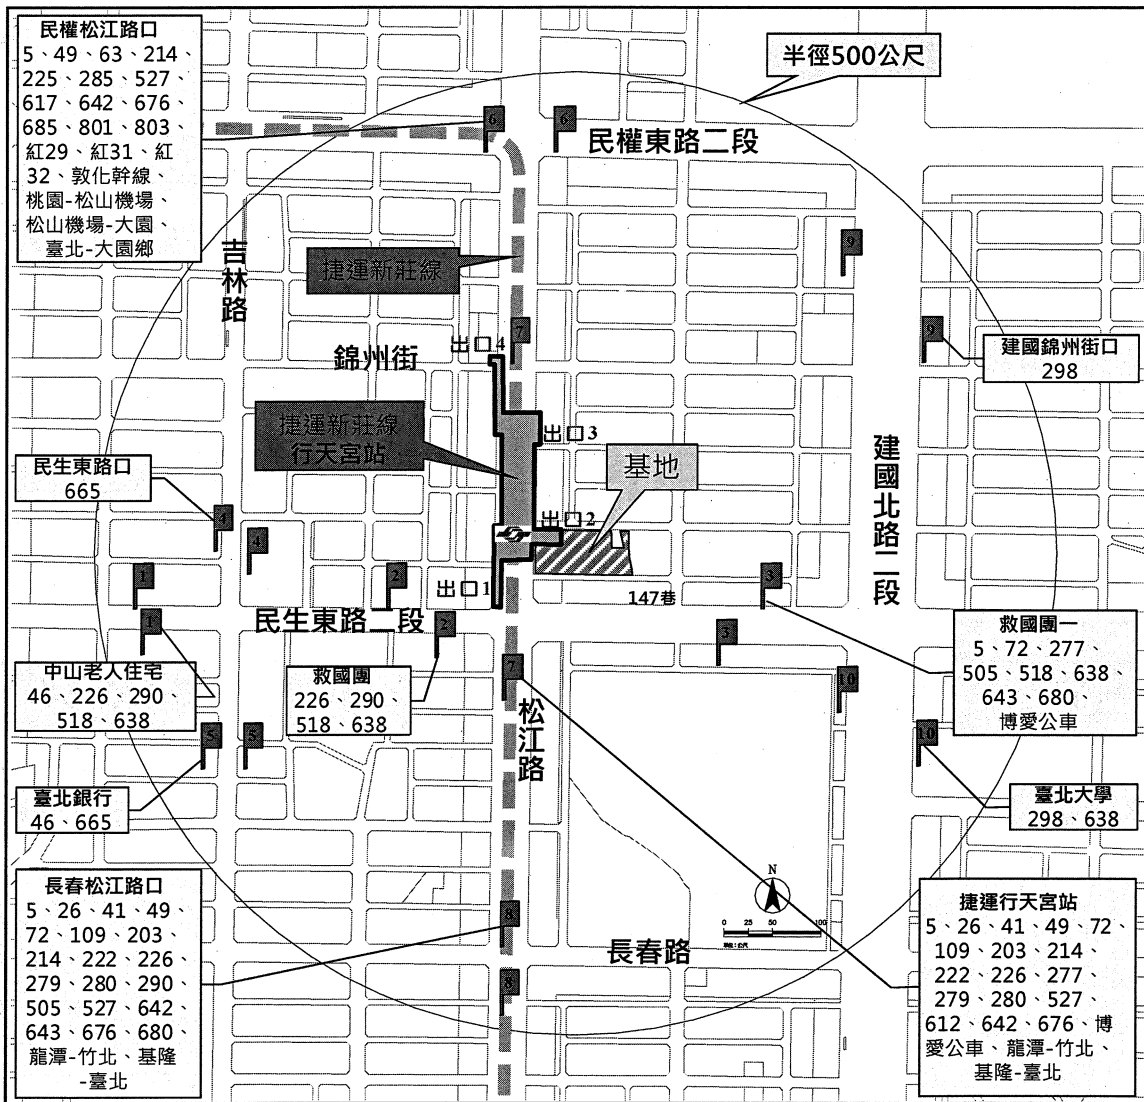 民權松江路口
5、49、63、214、
225、285、527、
617、642、676、
685、801、803、
紅29、紅31、紅
32、敦化幹線、
桃園-松山機場、
松山機場-大園、
臺北-大園鄉
半徑500公尺
6
6
民權東路二段
吉林路
捷運新莊線
9
9
建國錦州街口
298
7
出口4
錦州街
捷運新莊線
行天宮站
出口3
基地
建國北路二段
民生東路口
665
4
4
出口2
1
2
出口1
3
147巷
1
民生東路二段
2
3
救國團一
5、72、277、
505、518、638、
643、680、
博愛公車
中山老人住宅
46、226、290、
518、638
救國團
226、290、
518、638
7
10
松江路
5
5
10
臺北銀行
46、665
臺北大學
298、638
長春松江路口
5、26、41、49、
72、109、203、
214、222、226、
279、280、290、
505、527、642、
643、676、680、
龍潭-竹北、基隆
-臺北
8
N
0 25 50 100
單位:公尺
長春路
8
捷運行天宮站
5、26、41、49、72、
109、203、214、
222、226、277、
279、280、527、
612、642、676、博
愛公車、龍潭-竹北、
基隆-臺北